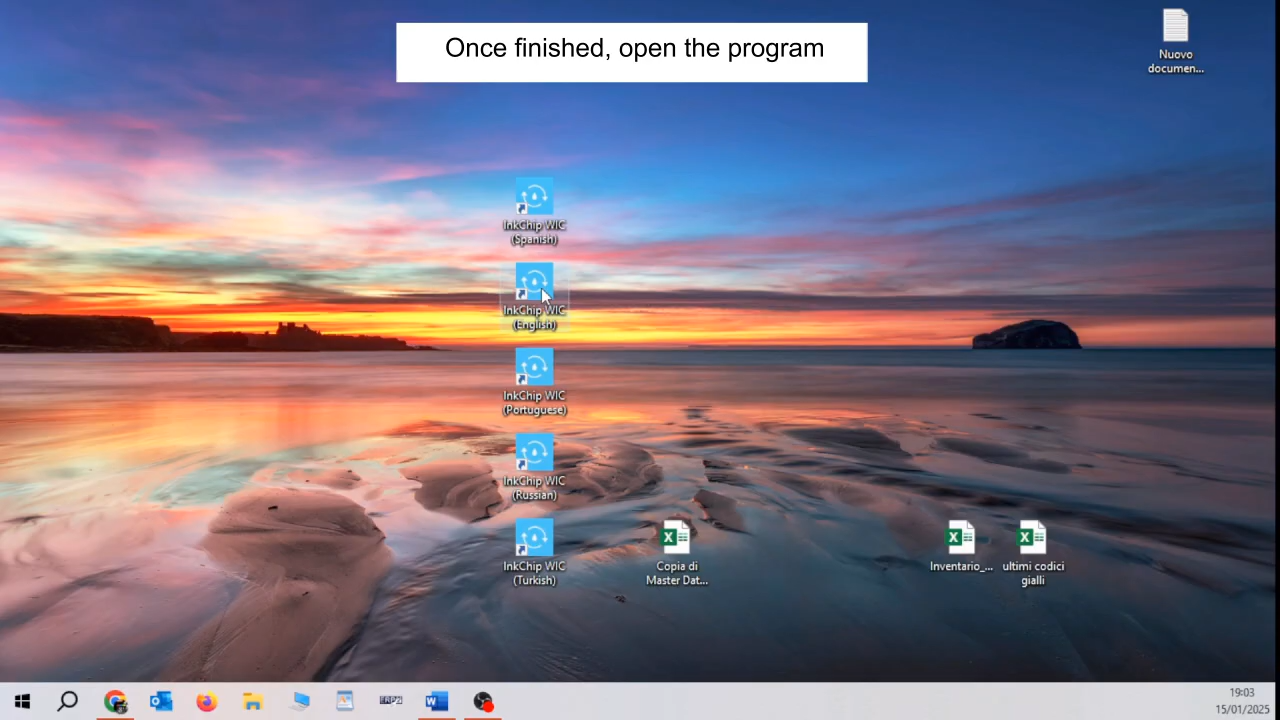 Once finished, open the program
Nuovo
documen...
InkChip WIC
(Spanish)
InkChip WIC
(English)
InkChip WIC
(Portuguese)
InkChip WIC
(Russian)
InkChip WIC
(Turkish)
Copia di
Master Dat...
Inventario_...
ultimi codici
gialli
19:03
15/01/2025